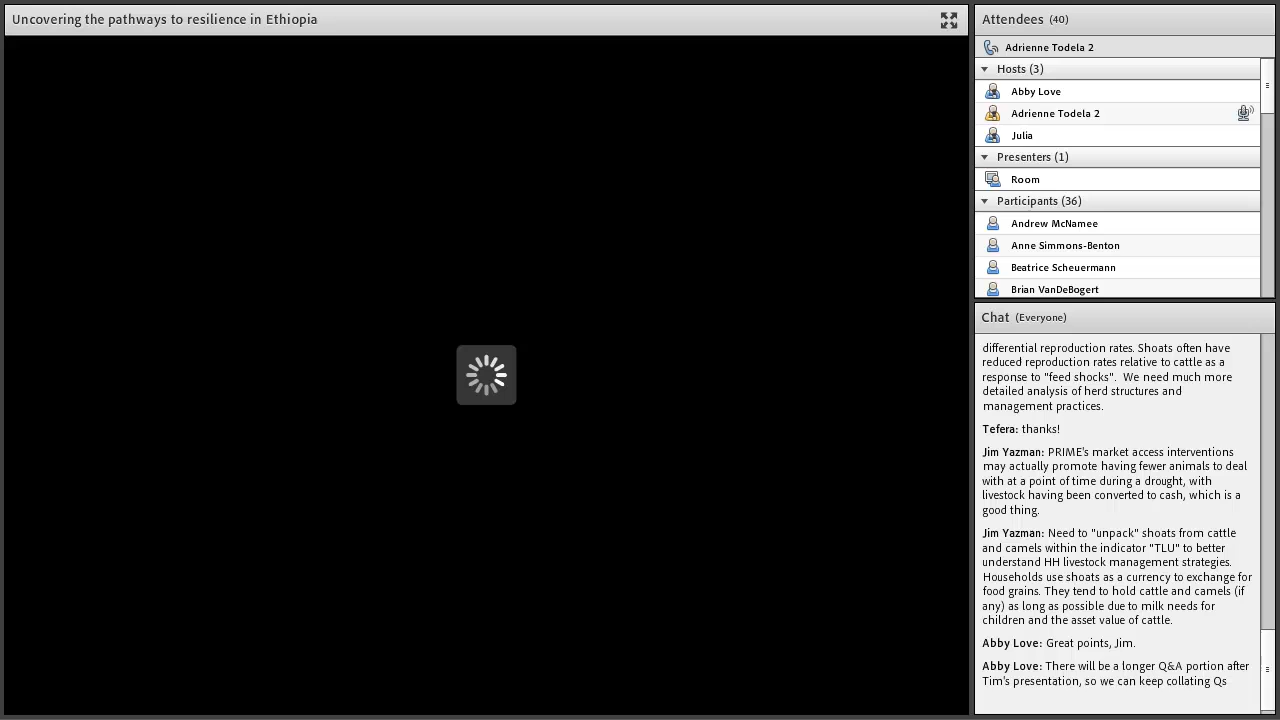 Uncovering the pathways to resilience in Ethiopia
Attendees (40)
Adrienne Todela 2
Hosts (3)
Abby Love
Adrienne Todela 2
Julia
Presenters (1)
Room
Participants (36)
Andrew McNamee
Anne Simmons-Benton
Beatrice Scheuermann
Brian VanDeBogert
Chat (Everyone)
differential reproduction rates. Shoats often have
reduced reproduction rates relative to cattle as a
response to "feed shocks".  We need much more
detailed analysis of herd structures and
management practices.
Tefera: thanks!
Jim Yazman: PRIME's market access interventions
may actually promote having fewer animals to deal
with at a point of time during a drought, with
livestock having been converted to cash, which is a
good thing.
Jim Yazman: Need to "unpack" shoats from cattle
and camels within the indicator "TLU" to better
understand HH livestock management strategies.
Households use shoats as a currency to exchange for
food grains. They tend to hold cattle and camels (if
any) as long as possible due to milk needs for
children and the asset value of cattle.
Abby Love: Great points, Jim.
Abby Love: There will be a longer Q&A portion after
Tim's presentation, so we can keep collating Qs